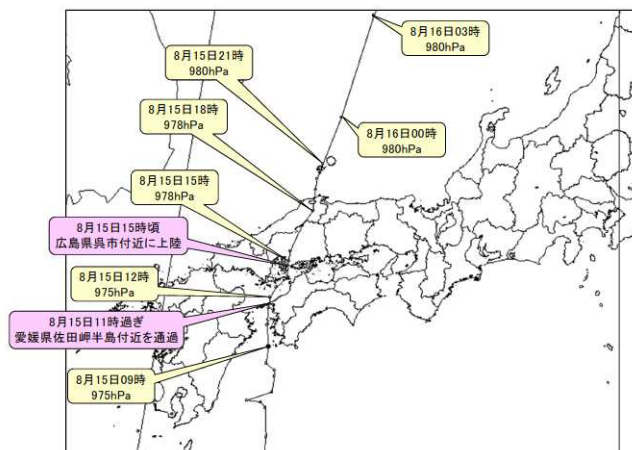 8月16日03時
980hPa
8月15日21時
980hPa
8月15日18時
978hPa
8月16日00時
980hPa
8月15日15時
978hPa
8月15日15時頃
広島県呉市付近に上陸
8月15日12時
975hPa
8月15日11時過ぎ
愛媛県佐田岬半島付近を通過
8月15日09時
975hPa